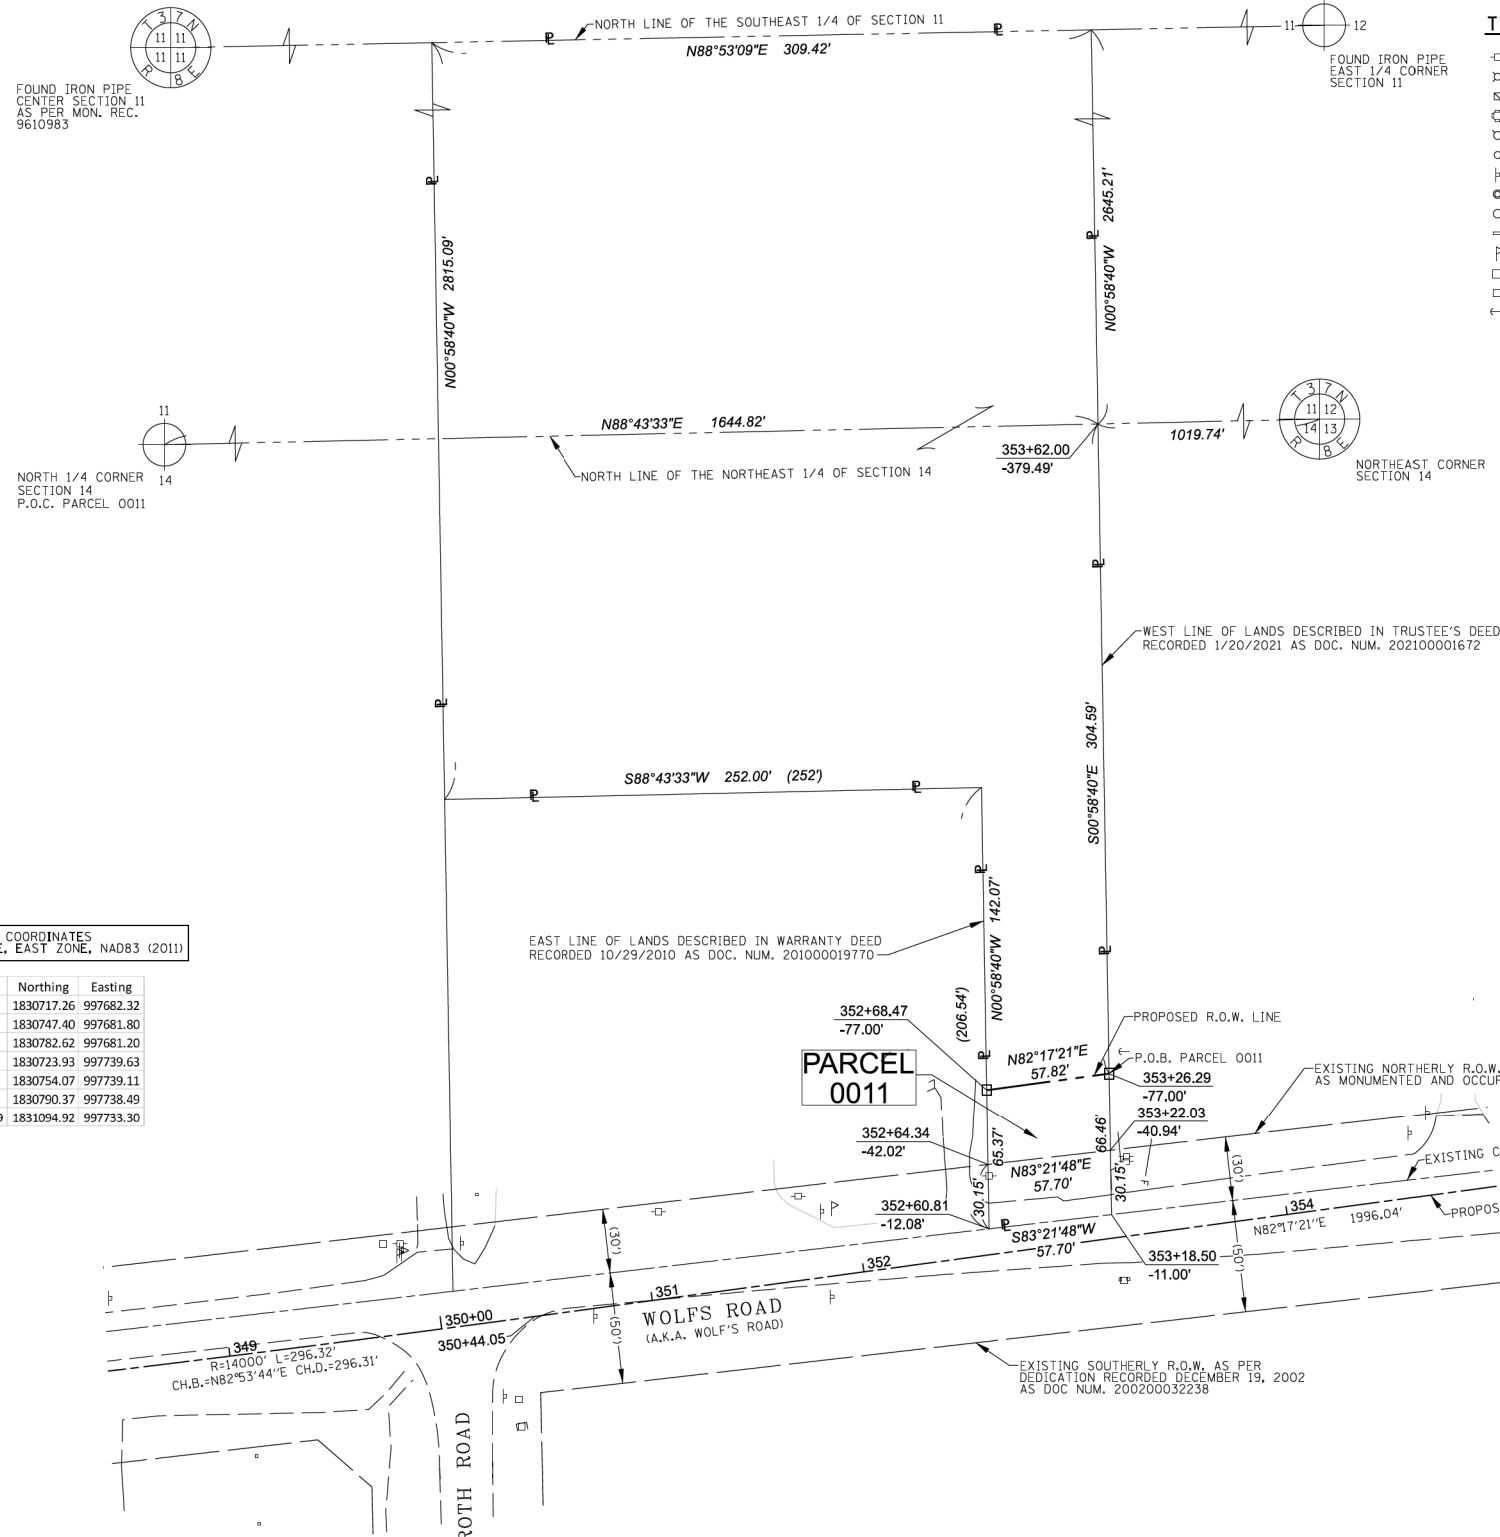 T 3 7 N
11 11
11 11
R 8 E
FOUND IRON PIPE
CENTER SECTION 11
AS PER MON. REC.
9610983
NORTH LINE OF THE SOUTHEAST 1/4 OF SECTION 11
N88°53'09"E 309.42'
11 12
FOUND IRON PIPE
EAST 1/4 CORNER
SECTION 11
T
N00°58'40"W 2815.09'
N00°58'40"W 2645.21'
11
14
NORTH 1/4 CORNER
SECTION 14
P.O.C. PARCEL 0011
N88°43'33"E 1644.82'
NORTH LINE OF THE NORTHEAST 1/4 OF SECTION 14
353+62.00
-379.49'
1019.74'
T 3 7 N
11 12
14 13
R 8 E
NORTHEAST CORNER
SECTION 14
WEST LINE OF LANDS DESCRIBED IN TRUSTEE'S DEED
RECORDED 1/20/2021 AS DOC. NUM. 202100001672
S00°58'40"E 304.59'
S88°43'33"W 252.00' (252')
N00°58'40"W 142.07'
(206.54')
EAST LINE OF LANDS DESCRIBED IN WARRANTY DEED
RECORDED 10/29/2010 AS DOC. NUM. 201000019770
COORDINATES
E, EAST ZONE, NAD83 (2011)
Northing Easting
1830717.26 997682.32
1830747.40 997681.80
1830782.62 997681.20
1830723.93 997739.63
1830754.07 997739.11
1830790.37 997738.49
9 1831094.92 997733.30
352+68.47
-77.00'
PARCEL
0011
N82°17'21"E
57.82'
PROPOSED R.O.W. LINE
P.O.B. PARCEL 0011
353+26.29
-77.00'
353+22.03
-40.94'
EXISTING NORTHERLY R.O.W.
AS MONUMENTED AND OCCUP
352+64.34
-42.02'
65.37'
66.46'
N83°21'48"E
57.70'
30.15'
30.15'
F
(30')
EXISTING C
352+60.81
-12.08'
S83°21'48"W
57.70'
354
N82°17'21"E 1996.04'
PROPOS
353+18.50
-11.00'
(50')
(30')
(50')
352
351
350+00
350+44.05
349
WOLFS ROAD
(A.K.A. WOLF'S ROAD)
R=14000' L=296.32'
CH.B.=N82°53'44"E CH.D.=296.31'
EXISTING SOUTHERLY R.O.W. AS PER
DEDICATION RECORDED DECEMBER 19, 2002
AS DOC NUM. 200200032238
ROTH ROAD